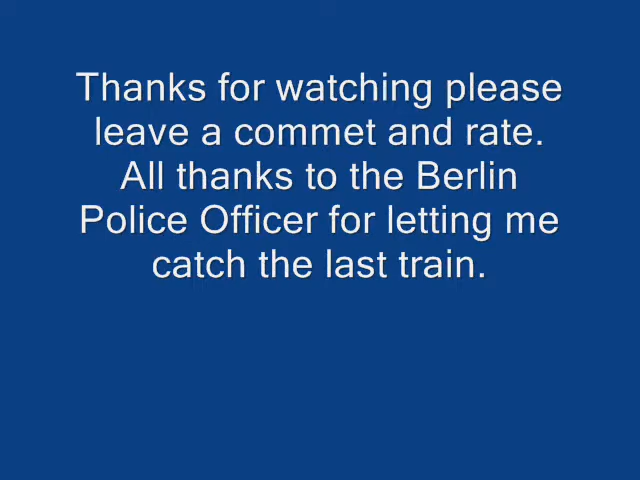 Thanks for watching please
leave a commet and rate.
All thanks to the Berlin
Police Officer for letting me
catch the last train.